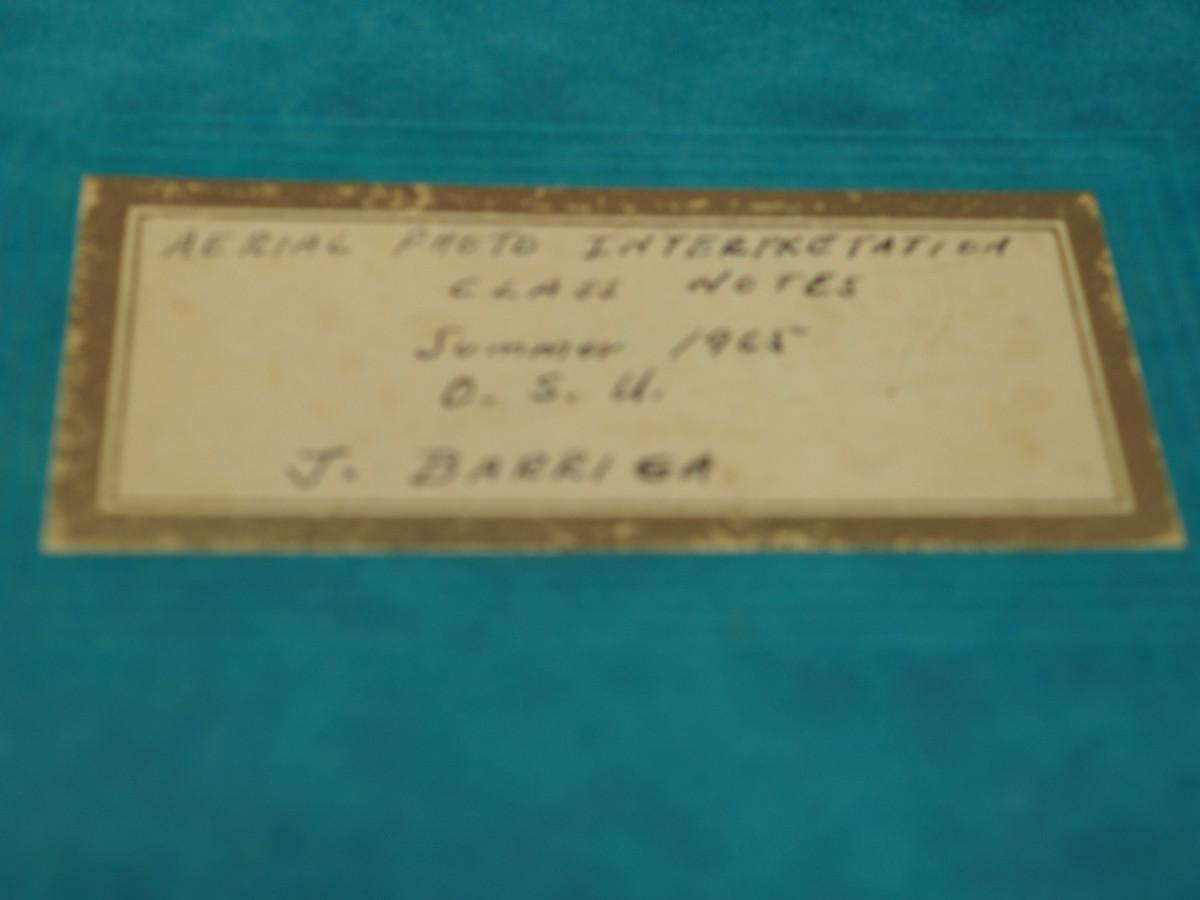 AERIAL PHOTO INTERPRETATION
CLASS NOTES
Summer 1965
O. S. U.
J. BARRIGA